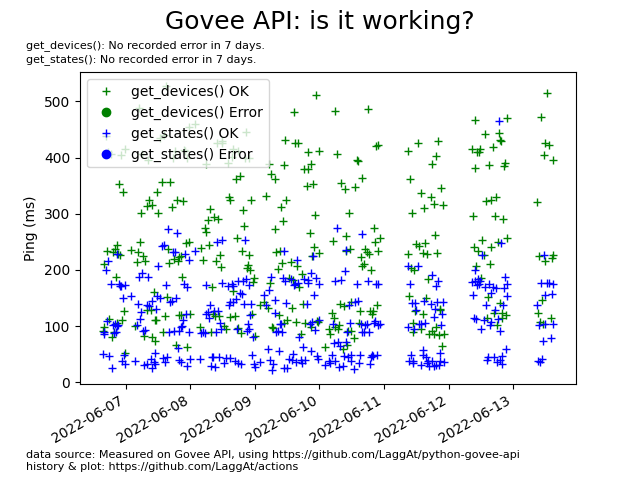 Govee API: is it working?
get_devices(): No recorded error in 7 days.
get_states(): No recorded error in 7 days.
get_devices() OK
get_devices() Error
get_states() OK
get_states() Error
Ping (ms)
500
400
300
200
100
0
2022-06-07
2022-06-08
2022-06-09
2022-06-10
2022-06-11
2022-06-12
2022-06-13
data source: Measured on Govee API, using https://github.com/LaggAt/python-govee-api
history & plot: https://github.com/LaggAt/actions